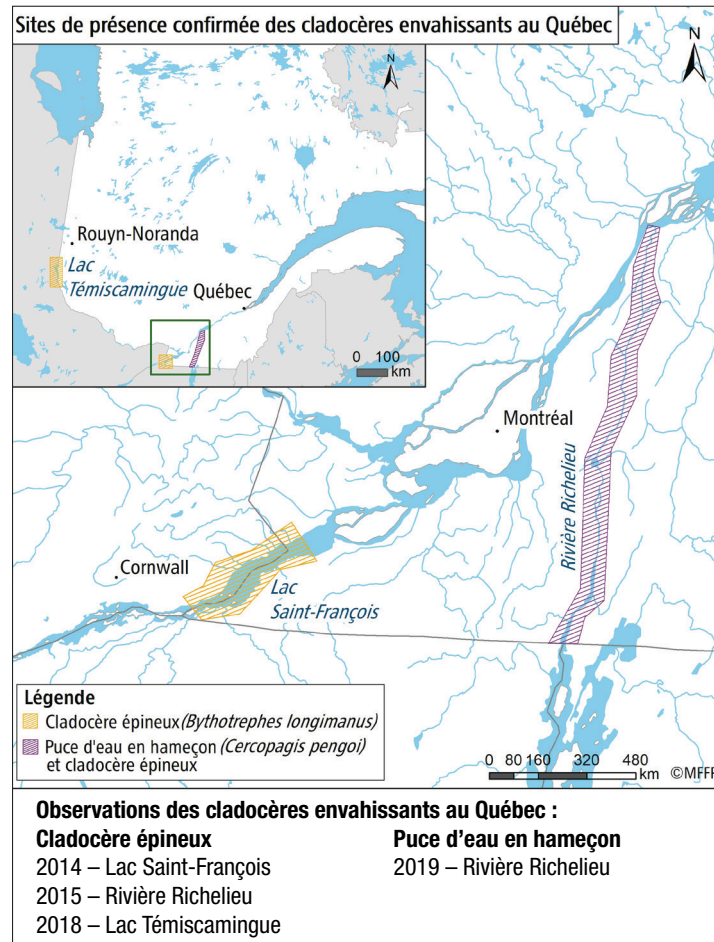 Sites de présence confirmée des cladocères envahissants au Québec
N
N
Rouyn-Noranda
Lac
Témiscamingue
Québec
0 100
km
Montréal
Rivière Richelieu
Cornwall
Lac
Saint-François
Légende
Cladocère épineux (Bythotrephes longimanus)
Puce d'eau en hameçon (Cercopagis pengoi)
et cladocère épineux
0 80 160 320 480
km ©MFFP
Observations des cladocères envahissants au Québec :
Cladocère épineux
2014 – Lac Saint-François
2015 – Rivière Richelieu
2018 – Lac Témiscamingue
Puce d’eau en hameçon
2019 – Rivière Richelieu